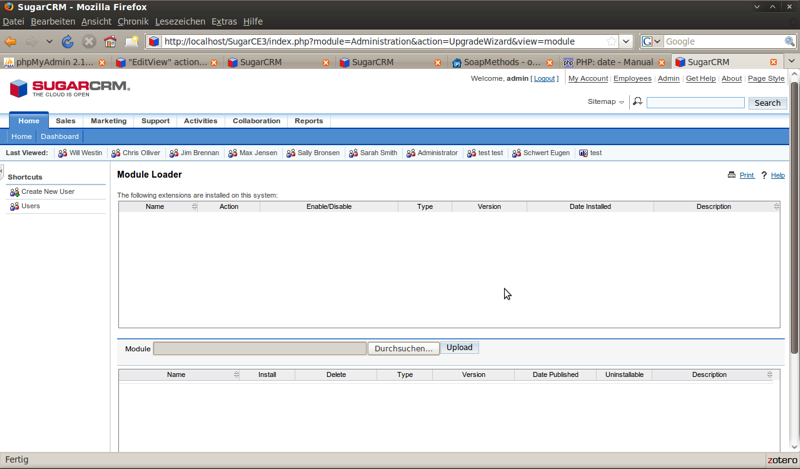 SugarCRM - Mozilla Firefox
Datei Bearbeiten Ansicht Chronik Lesezeichen Extras Hilfe
http://localhost/SugarCE3/index.php?module=Administration&action=UpgradeWizard&view=module
Google
phpMyAdmin 2.1... "EditView" action... SugarCRM SugarCRM SoapMethods - o... PHP: date - Manual SugarCRM
SUGARCRM.
THE CLOUD IS OPEN
Welcome, admin [ Logout ] My Account Employees Admin Get Help About Page Style
Sitemap Search
Home Sales Marketing Support Activities Collaboration Reports
Home Dashboard
Last Viewed: Will Westin Chris Olliver Jim Brennan Max Jensen Sally Bronsen Sarah Smith Administrator test test Schwert Eugen test
Shortcuts
Create New User
Users
Module Loader
Print ? Help
The following extensions are installed on this system:
Name Action Enable/Disable Type Version Date Installed Description
Module Durchsuchen... Upload
Name Install Delete Type Version Date Published Uninstallable Description
Fertig
zotero